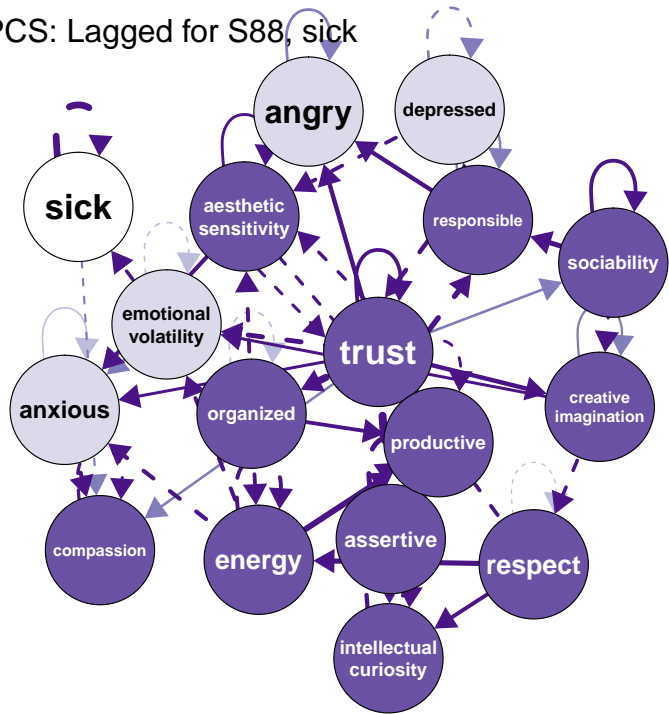 PCS: Lagged for S88, sick
angry
depressed
sick
aesthetic
sensitivity
responsible
sociability
emotional
volatility
trust
anxious
organized
creative
imagination
productive
compassion
energy
assertive
respect
intellectual
curiosity